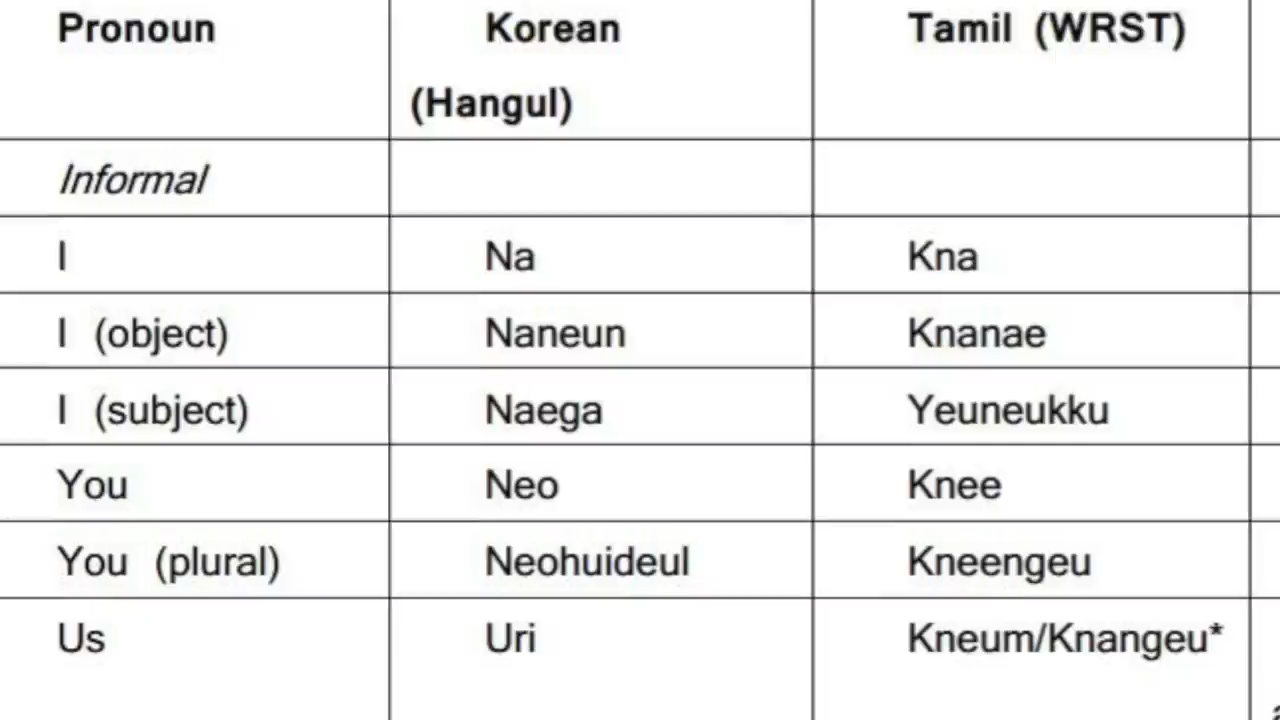 Pronoun Korean Tamil (WRST)
(Hangul)
Informal
I Na Kna
I (object) Naneun Knanae
I (subject) Naega Yeuneukku
You Neo Knee
You (plural) Neohuideul Kneengeu
Us Uri Kneum/Knangeu*